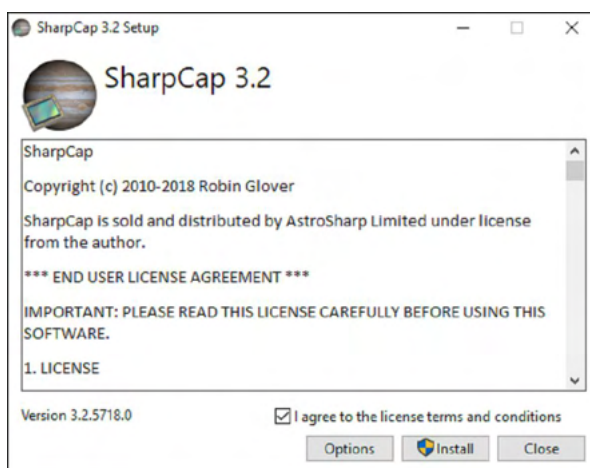 SharpCap 3.2 Setup
SharpCap 3.2
SharpCap
Copyright (c) 2010-2018 Robin Glover
SharpCap is sold and distributed by AstroSharp Limited under license
from the author.
*** END USER LICENSE AGREEMENT ***
IMPORTANT: PLEASE READ THIS LICENSE CAREFULLY BEFORE USING THIS
SOFTWARE.
1. LICENSE
Version 3.2.5718.0
I agree to the license terms and conditions
Options
Install
Close